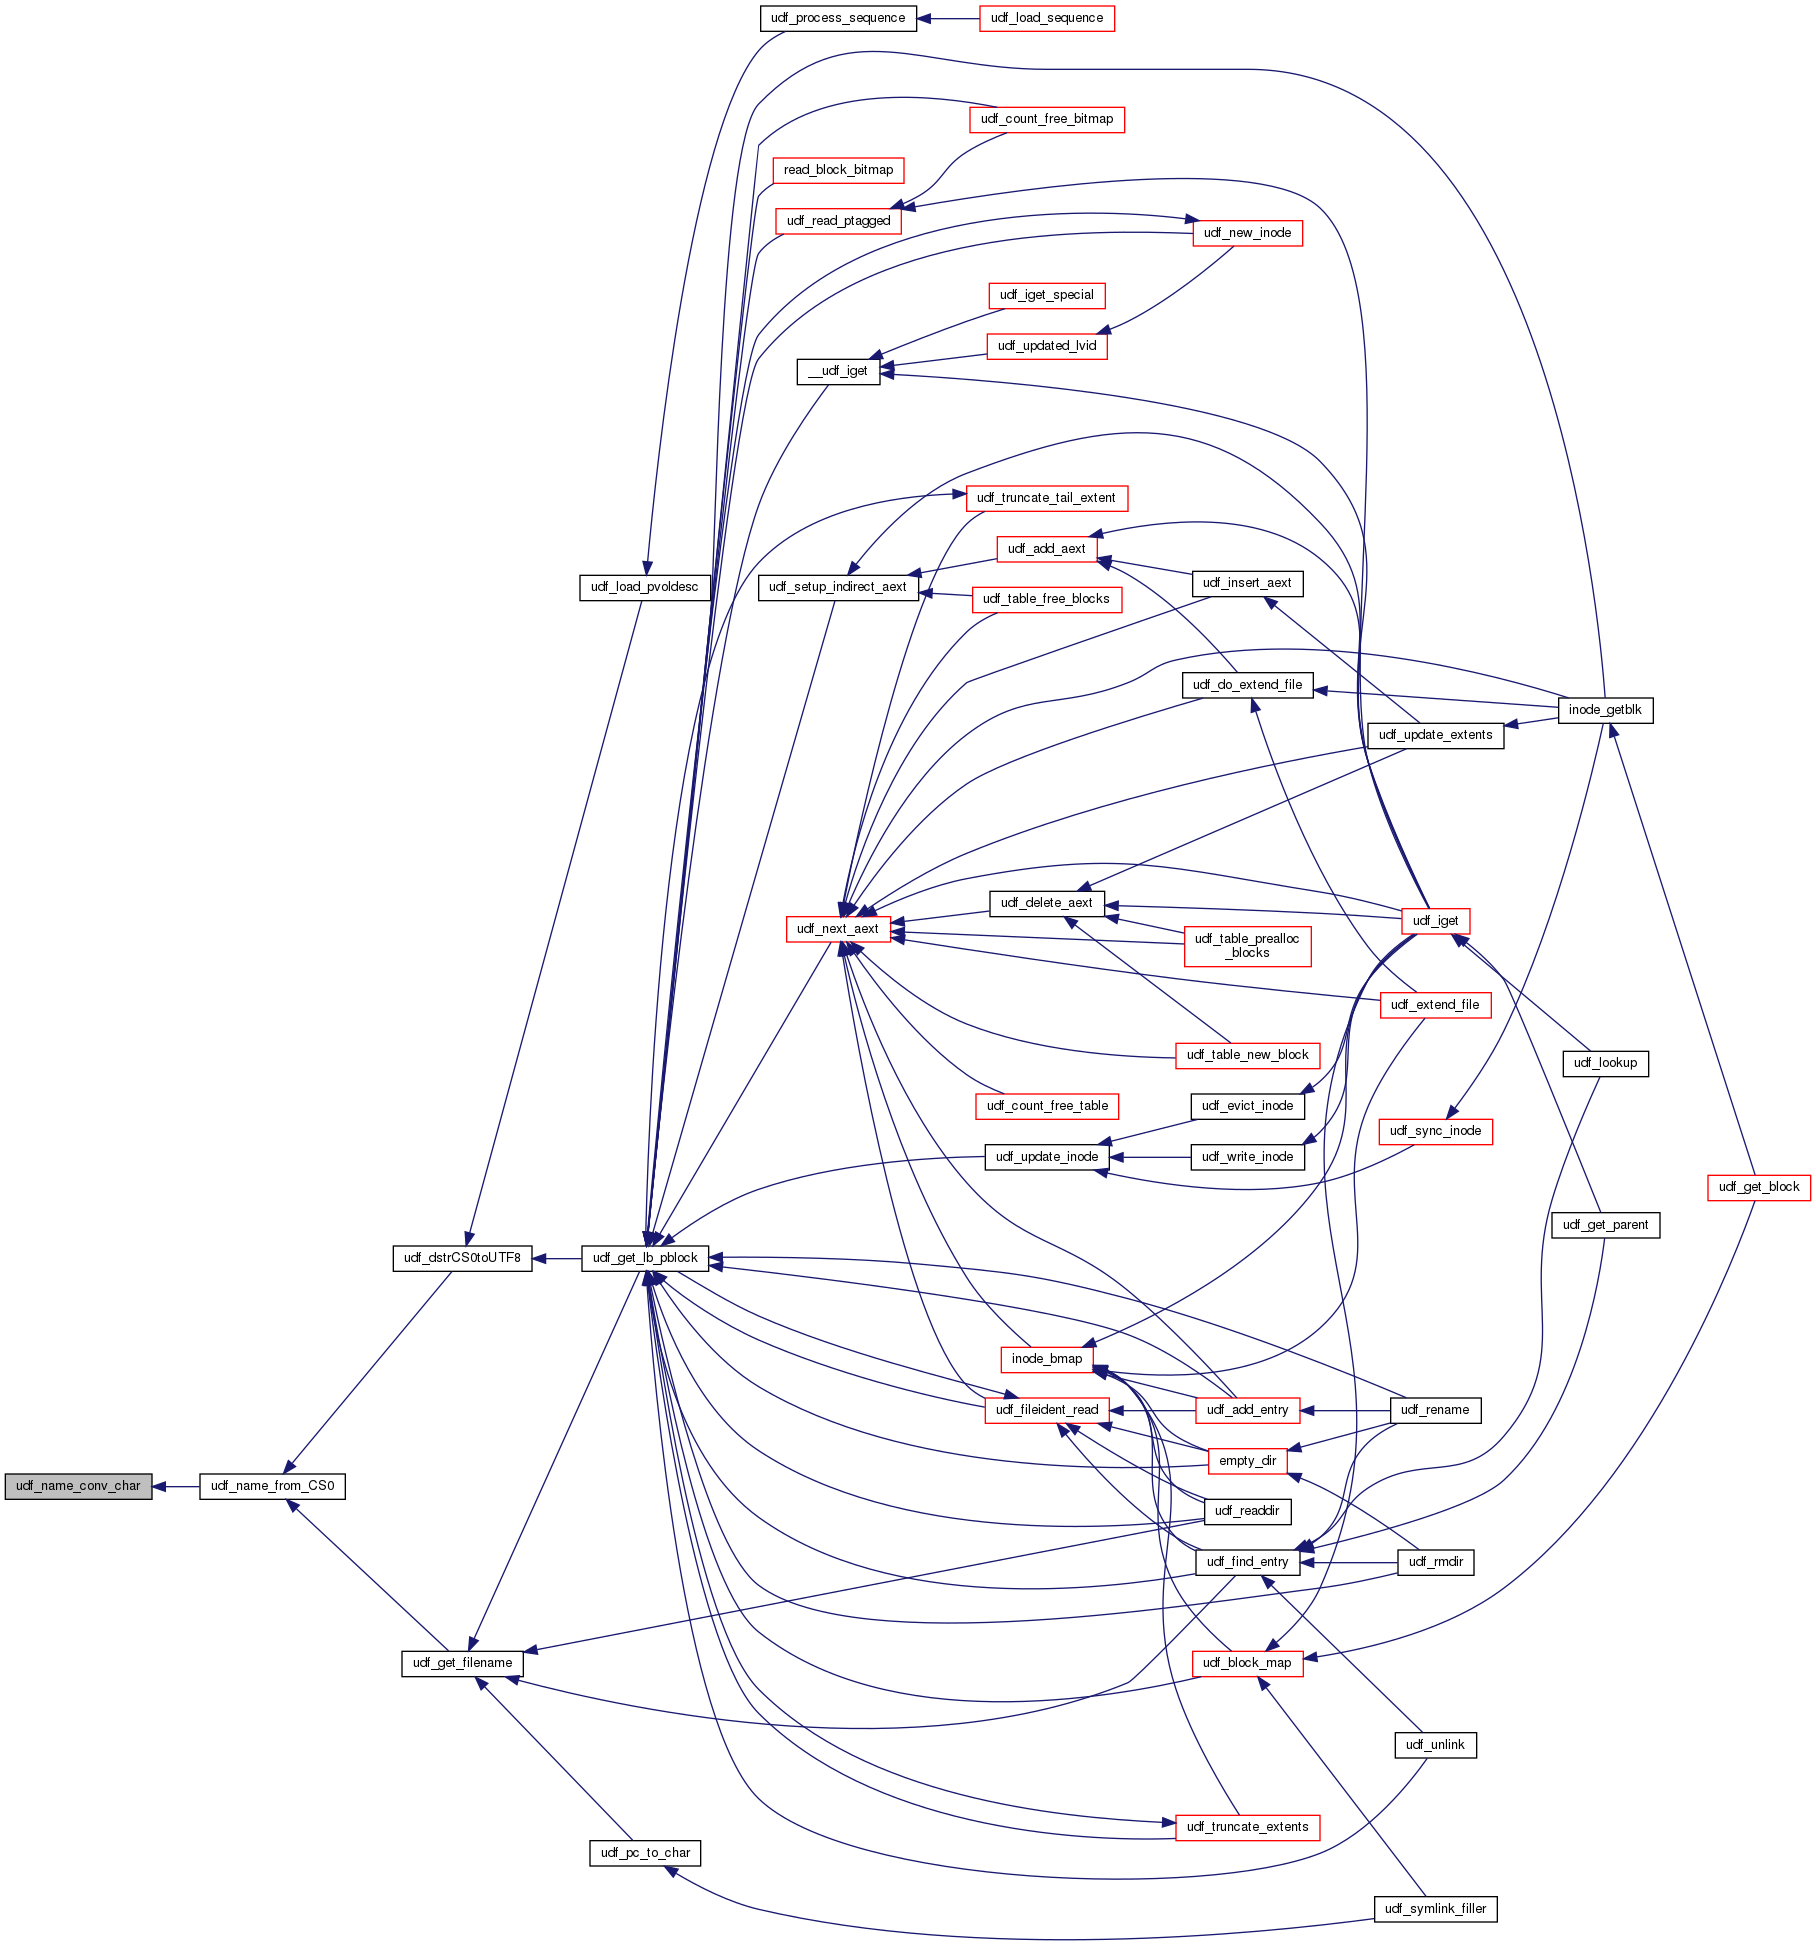 udf_process_sequence
udf_load_sequence
udf_count_free_bitmap
read_block_bitmap
udf_read_ptagged
udf_new_inode
udf_iget_special
udf_updated_lvid
__udf_iget
udf_truncate_tail_extent
udf_add_aext
udf_insert_aext
udf_load_pvoldesc
udf_setup_indirect_aext
udf_table_free_blocks
udf_do_extend_file
inode_getblk
udf_update_extents
udf_delete_aext
udf_iget
udf_next_aext
udf_table_prealloc
_blocks
udf_extend_file
udf_table_new_block
udf_lookup
udf_count_free_table
udf_evict_inode
udf_sync_inode
udf_update_inode
udf_write_inode
udf_get_block
udf_get_parent
udf_dstrCS0toUTF8
udf_get_lb_pblock
inode_bmap
udf_fileident_read
udf_add_entry
udf_rename
empty_dir
udf_name_conv_char
udf_name_from_CS0
udf_readdir
udf_find_entry
udf_rmdir
udf_get_filename
udf_block_map
udf_unlink
udf_truncate_extents
udf_pc_to_char
udf_symlink_filler